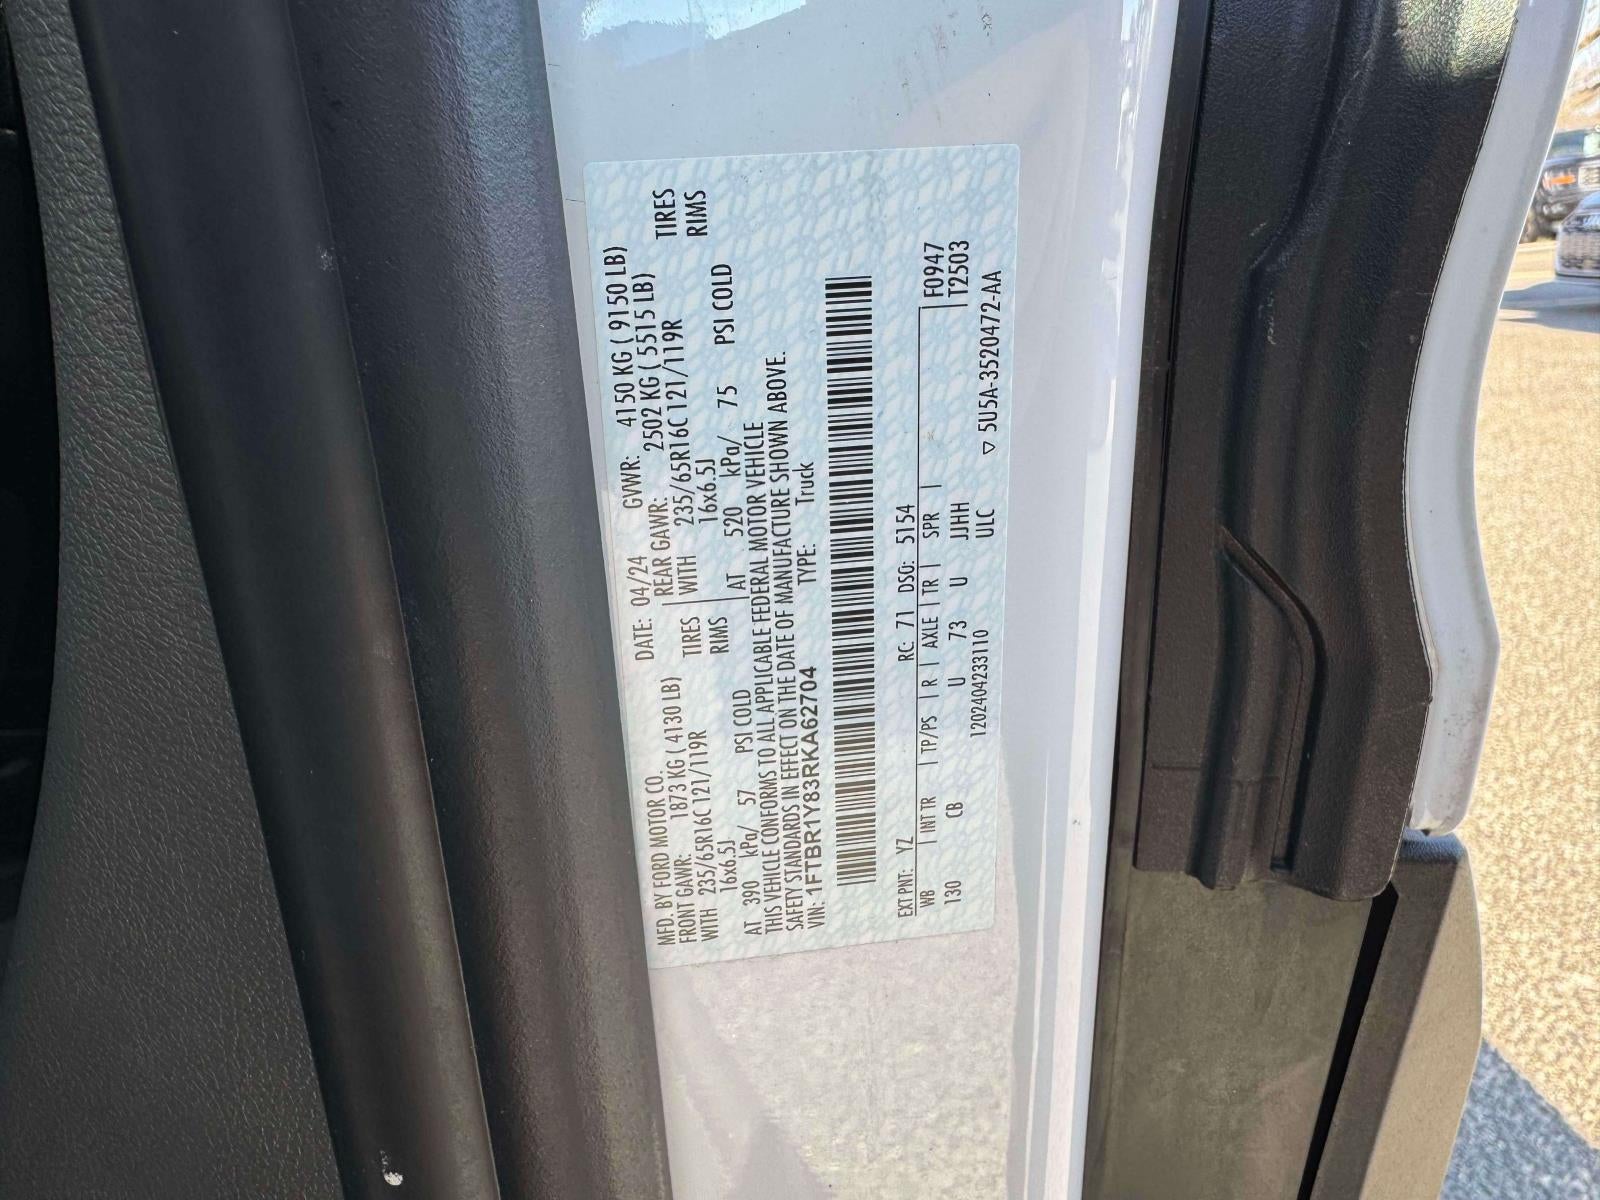 MFD. BY FORD MOTOR CO. DATE: 04/24 GVWR: 4150 KG ( 9150 LB)
FRONT GAWR: 1873 KG ( 4130 LB) REAR GAWR: 2502 KG ( 5515 LB)
WITH 235/65R16C 121/119R TIRES WITH 235/65R16C 121/119R TIRES
16x6.5J RIMS 16x6.5J RIMS
AT 390 kPa/ 57 PSI COLD AT 520 kPa/ 75 PSI COLD
THIS VEHICLE CONFORMS TO ALL APPLICABLE FEDERAL MOTOR VEHICLE
SAFETY STANDARDS IN EFFECT ON THE DATE OF MANUFACTURE SHOWN ABOVE.
VIN: 1FTBR1Y83RKA62704 TYPE: Truck
EXT PNT: YZ RC: 71 DSO: 5154
WB | INT TR | TP/PS | R | AXLE | TR | SPR | F0947
130 CB U 73 U JJHH T2503
120240423311O ULC
▽ 5U5A-3520472-AA